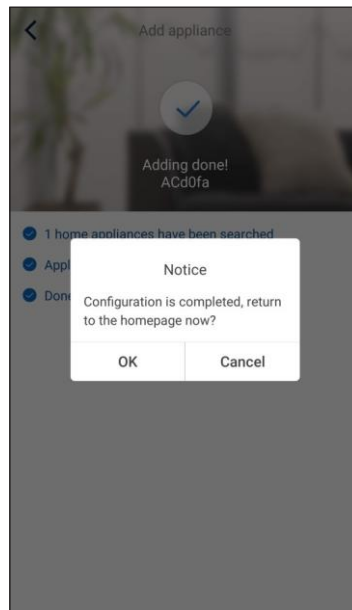 Add appliance
Adding done!
ACd0fa
1 home appliances have been searched
Appl
Done
Notice
Configuration is completed, return
to the homepage now?
OK
Cancel